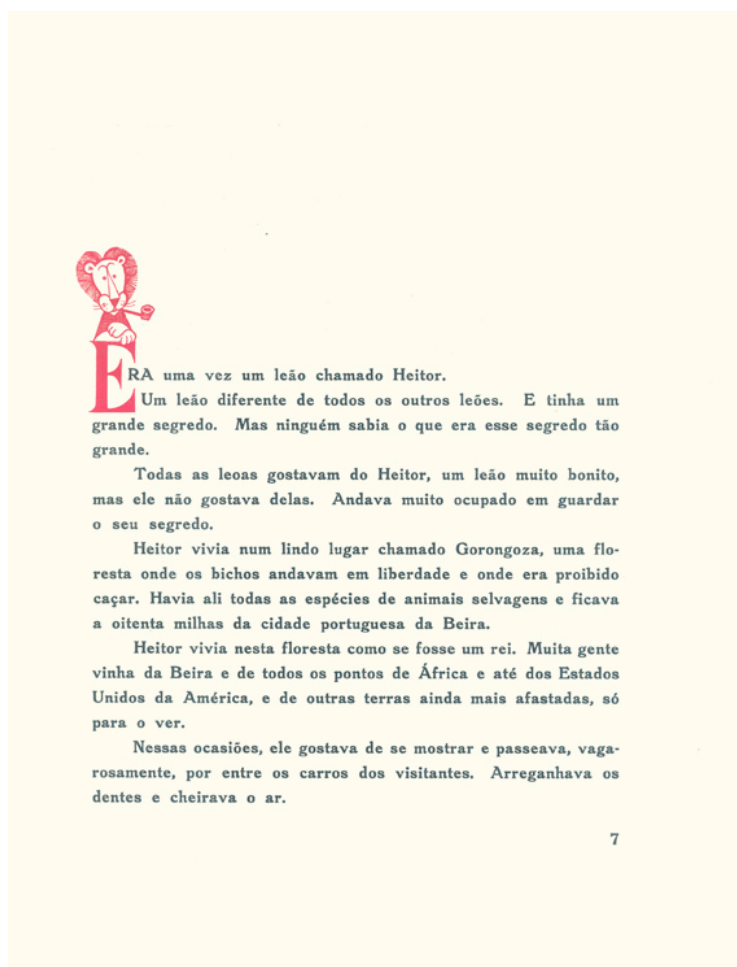 ERA uma vez um leão chamado Heitor.
Um leão diferente de todos os outros leões. E tinha um
grande segredo. Mas ninguém sabia o que era esse segredo tão
grande.
Todas as leoas gostavam do Heitor, um leão muito bonito,
mas ele não gostava delas. Andava muito ocupado em guardar
o seu segredo.
Heitor vivia num lindo lugar chamado Gorongoza, uma flo-
resta onde os bichos andavam em liberdade e onde era proibido
caçar. Havia ali todas as espécies de animais selvagens e ficava
a oitenta milhas da cidade portuguesa da Beira.
Heitor vivia nesta floresta como se fosse um rei. Muita gente
vinha da Beira e de todos os pontos de África e até dos Estados
Unidos da América, e de outras terras ainda mais afastadas, só
para o ver.
Nessas ocasiões, ele gostava de se mostrar e passeava, vaga-
rosamente, por entre os carros dos visitantes. Arreganhava os
dentes e cheirava o ar.
7